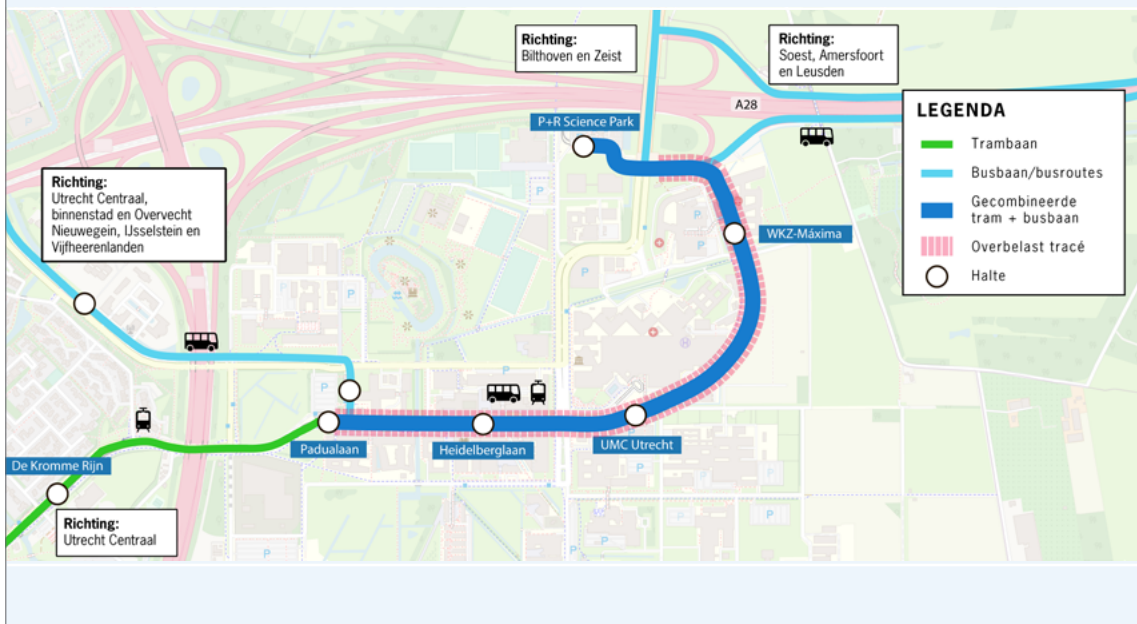 Richting:
Bilthoven en Zeist
Richting:
Soest, Amersfoort
en Leusden
A28
P+R Science Park
LEGENDA
Trambaan
Busbaan/busroutes
Gecombineerde
tram + busbaan
Overbelast tracé
Halte
Richting:
Utrecht Centraal,
binnenstad en Overvecht
Nieuwegein, IJsselstein en
Vijfheerenlanden
WKZ-Máxima
Padualaan
Heidelberglaan
UMC Utrecht
De Kromme Rijn
Richting:
Utrecht Centraal
P
P
P
P
P
P
P
P
H